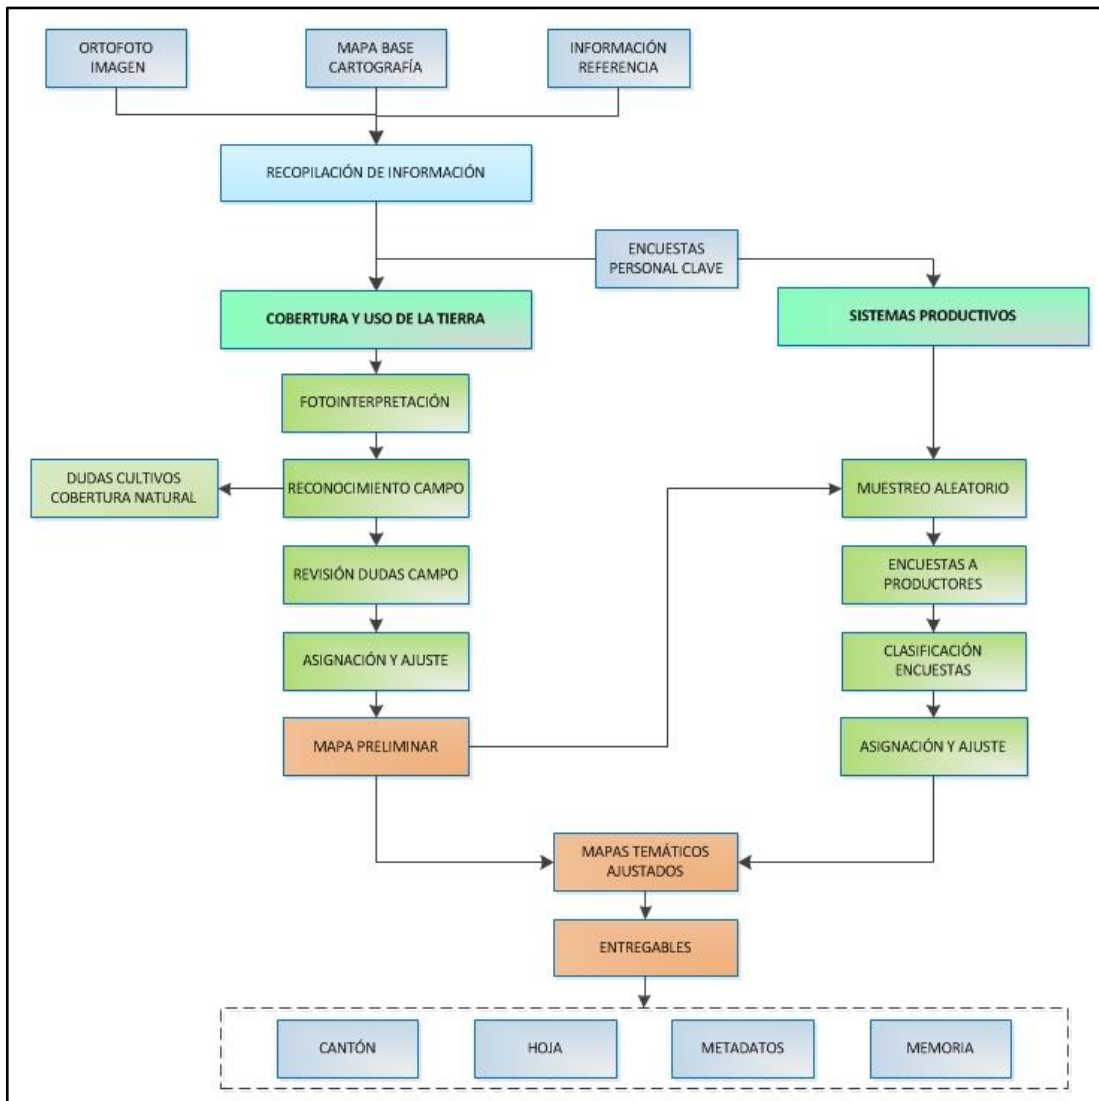 ORTOFOTO
IMAGEN
MAPA BASE
CARTOGRAFÍA
INFORMACIÓN
REFERENCIA
RECOPILACIÓN DE INFORMACIÓN
ENCUESTAS
PERSONAL CLAVE
COBERTURA Y USO DE LA TIERRA
SISTEMAS PRODUCTIVOS
FOTOINTERPRETACIÓN
DUDAS CULTIVOS
COBERTURA NATURAL
RECONOCIMIENTO CAMPO
MUESTREO ALEATORIO
REVISIÓN DUDAS CAMPO
ENCUESTAS A
PRODUCTORES
ASIGNACIÓN Y AJUSTE
CLASIFICACIÓN
ENCUESTAS
MAPA PRELIMINAR
ASIGNACIÓN Y AJUSTE
MAPAS TEMÁTICOS
AJUSTADOS
ENTREGABLES
CANTÓN
HOJA
METADATOS
MEMORIA